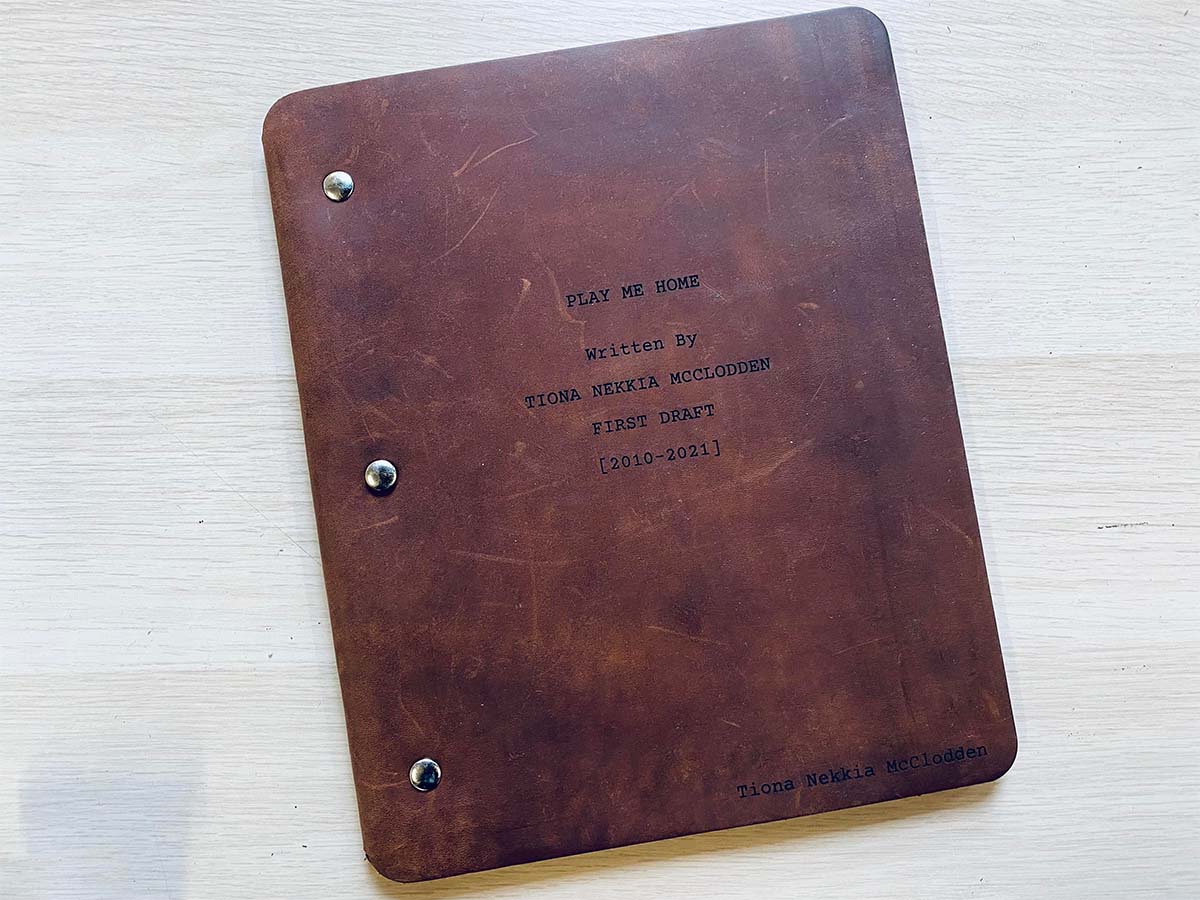 PLAY ME HOME
Written By
TIONA NEKKIA MCCLODDEN
FIRST DRAFT
[2010-2021]
Tiona Nekkia McClodden